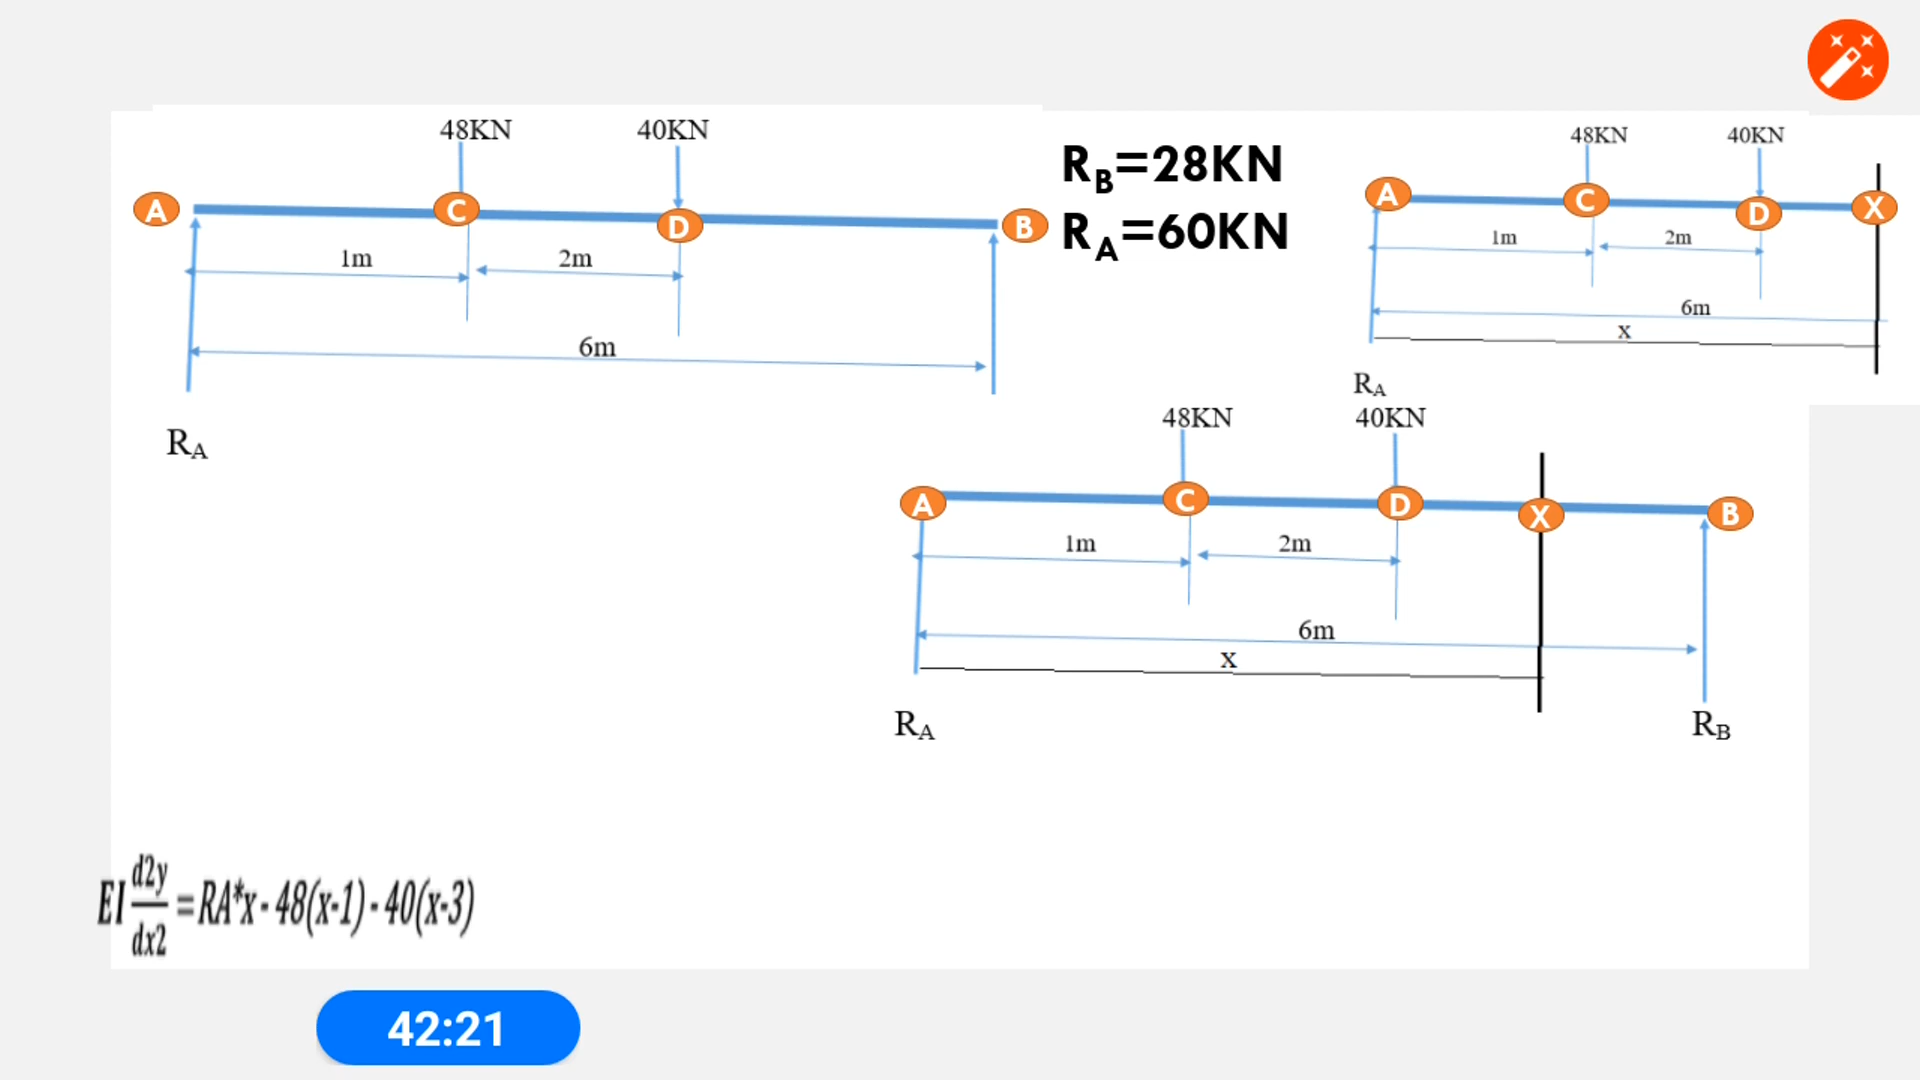 48KN 40KN
A C D B
1m 2m
6m
RA
RB=28KN
RA=60KN
48KN 40KN
A C D X
1m 2m
6m
x
RA
48KN 40KN
A C D X B
1m 2m
6m
x
RA RB
EI d2y/dx2 =RA*x - 48(x-1) - 40(x-3)
42:21